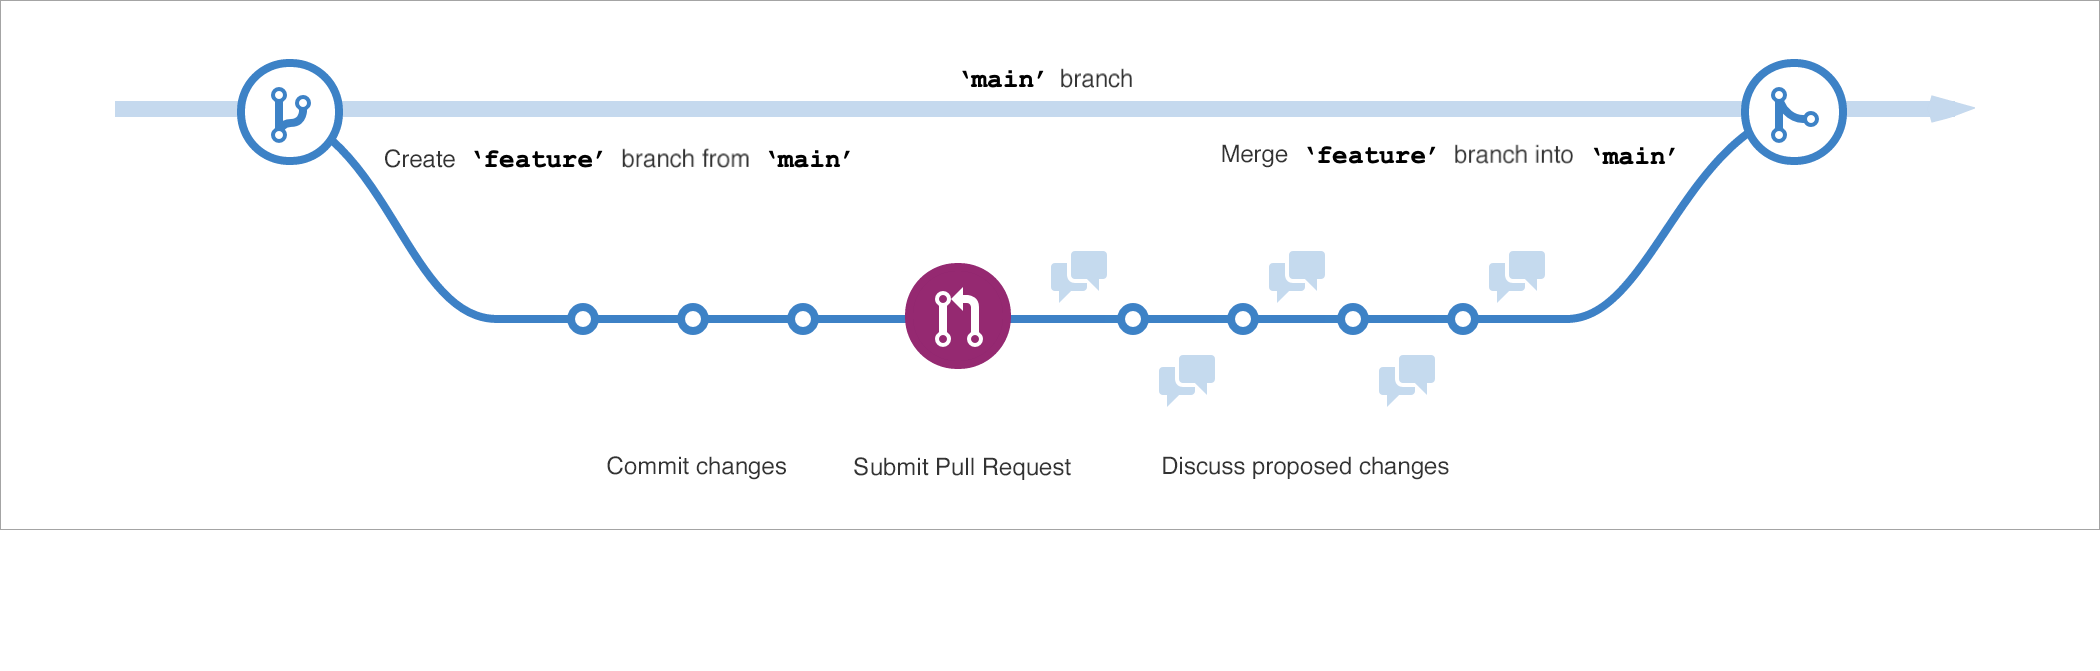 ‘main’ branch
Create ‘feature’ branch from ‘main’
Merge ‘feature’ branch into ‘main’
Commit changes
Submit Pull Request
Discuss proposed changes